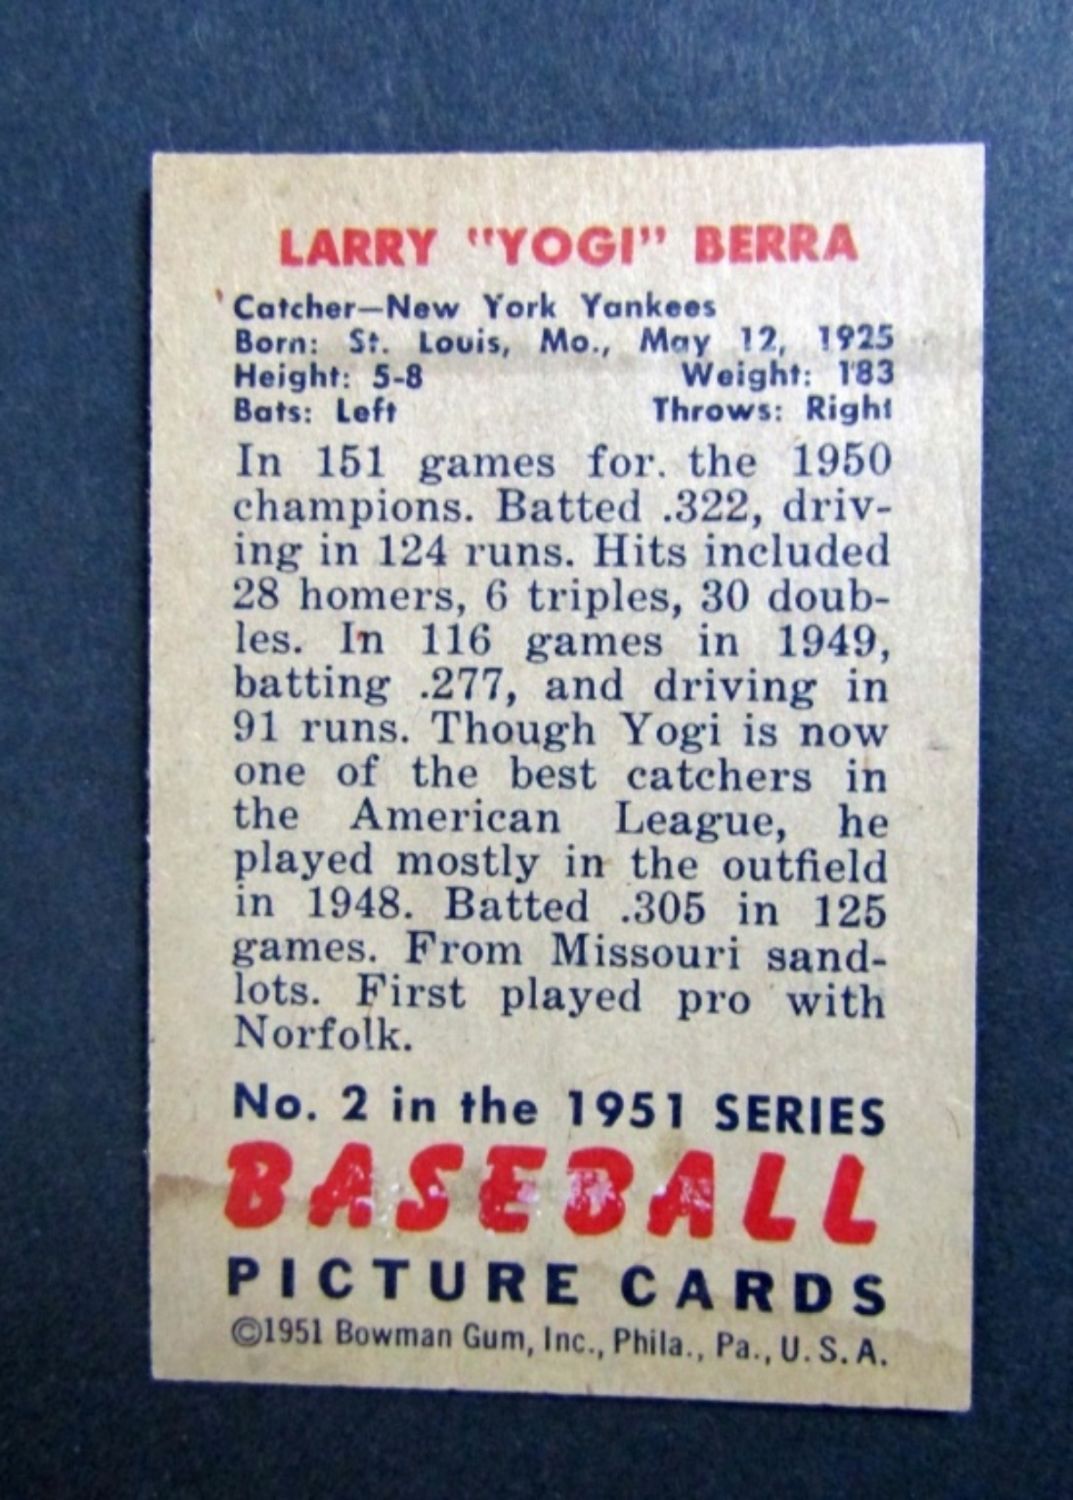 LARRY "YOGI" BERRA
Catcher—New York Yankees
Born: St. Louis, Mo., May 12, 1925
Height: 5-8 Weight: 183
Bats: Left Throws: Right
In 151 games for. the 1950
champions. Batted .322, driv-
ing in 124 runs. Hits included
28 homers, 6 triples, 30 doub-
les. In 116 games in 1949,
batting .277, and driving in
91 runs. Though Yogi is now
one of the best catchers in
the American League, he
played mostly in the outfield
in 1948. Batted .305 in 125
games. From Missouri sand-
lots. First played pro with
Norfolk.
No. 2 in the 1951 SERIES
BASEBALL
PICTURE CARDS
©1951 Bowman Gum, Inc., Phila., Pa., U. S. A.